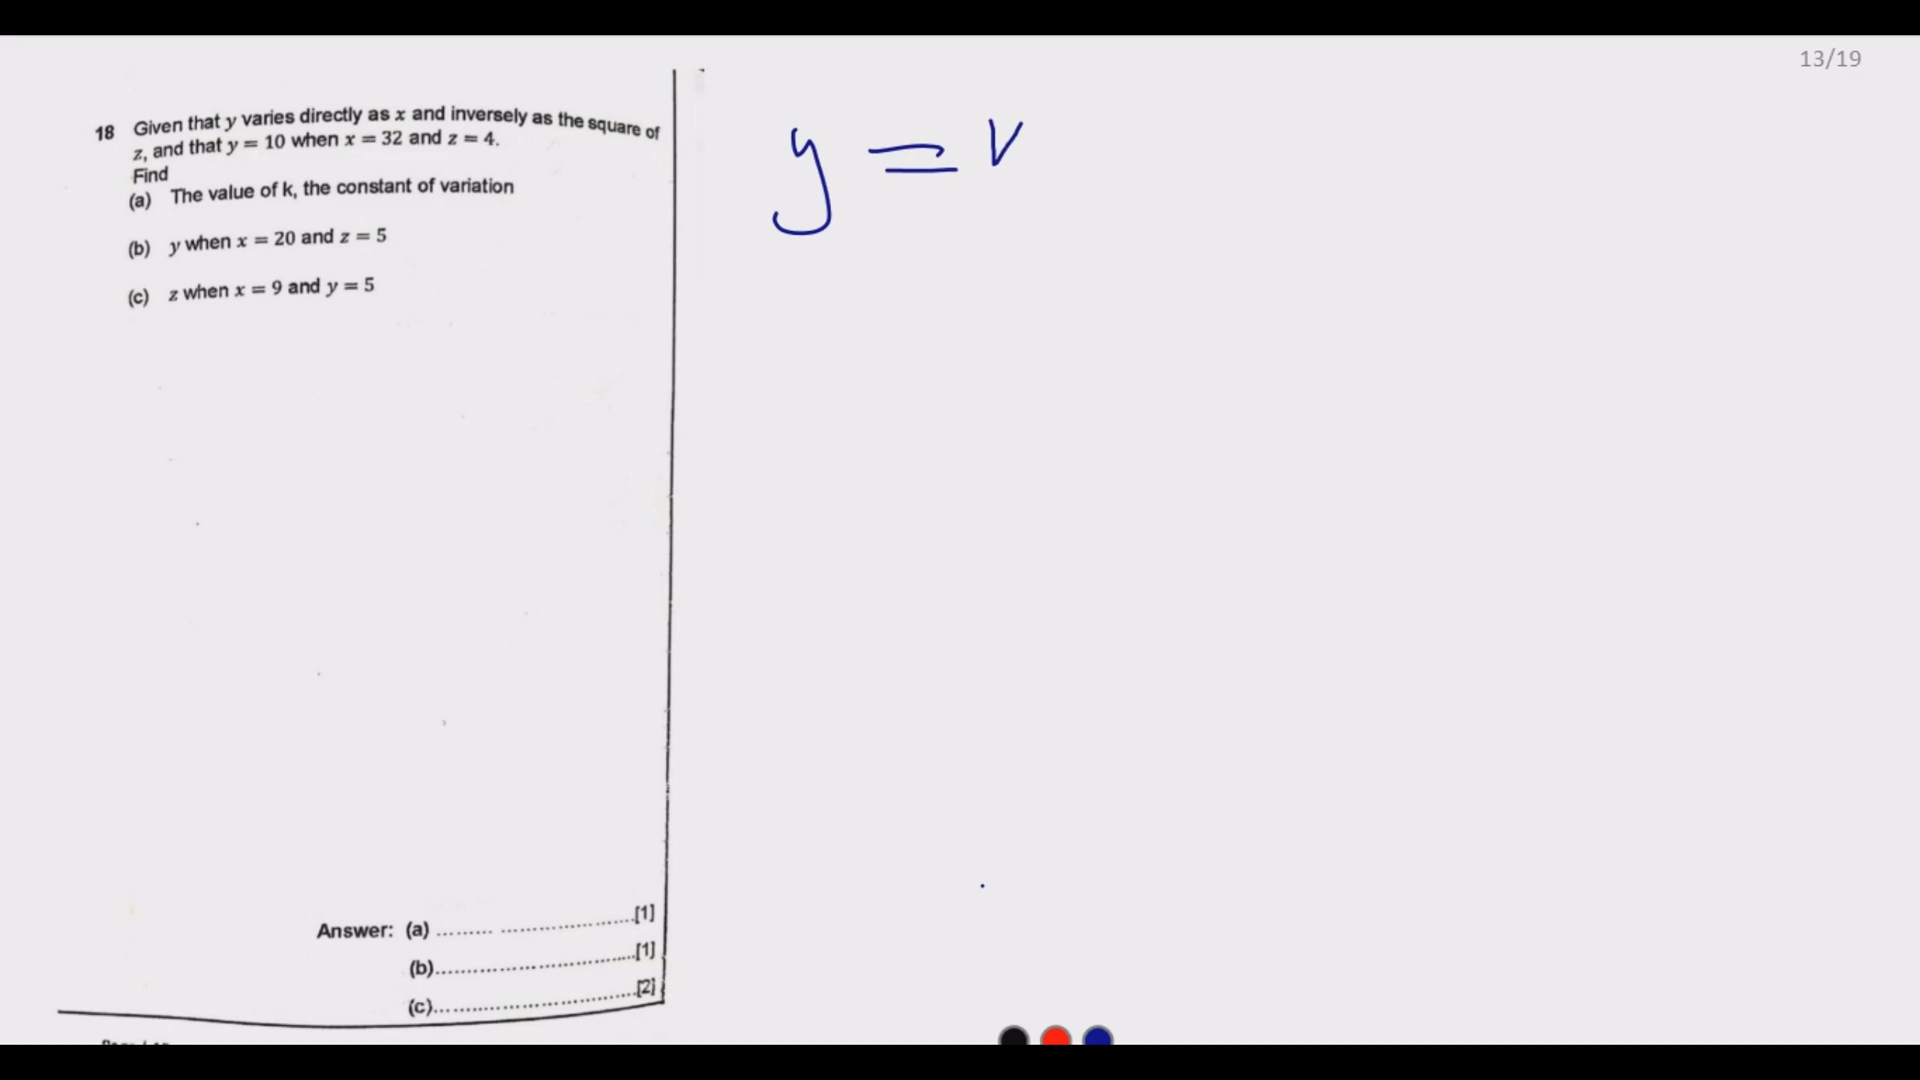 13/19
18 Given that y varies directly as x and inversely as the square of
z, and that y = 10 when x = 32 and z = 4.
Find
(a) The value of k, the constant of variation
(b) y when x = 20 and z = 5
(c) z when x = 9 and y = 5
y = V
Answer: (a) ......... ......................[1]
(b)..................................[1]
(c)..................................[2]